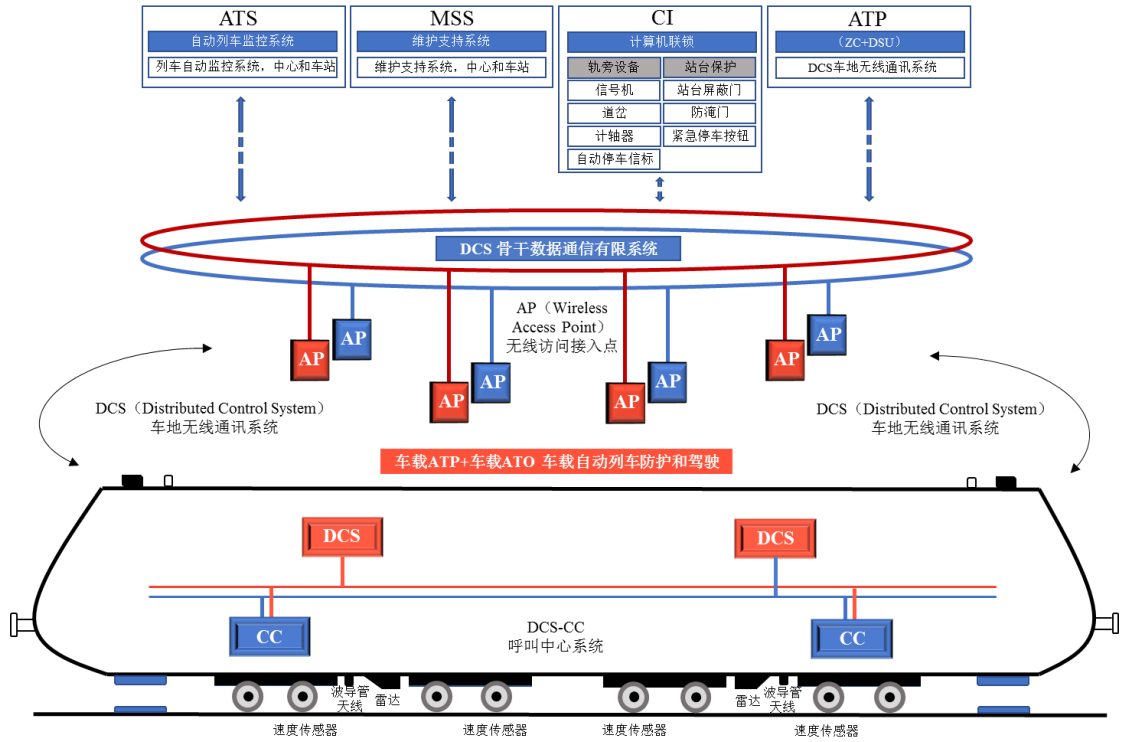 ATS
自动列车监控系统
列车自动监控系统，中心和车站
MSS
维护支持系统
维护支持系统，中心和车站
CI
计算机联锁
轨旁设备
站台保护
信号机
站台屏蔽门
道岔
防淹门
计轴器
紧急停车按钮
自动停车信标
ATP
（ZC+DSU）
DCS车地无线通讯系统
DCS 骨干数据通信有限系统
AP（Wireless
Access Point）
无线访问接入点
AP
AP
AP
AP
AP
AP
AP
AP
DCS（Distributed Control System）
车地无线通讯系统
DCS（Distributed Control System）
车地无线通讯系统
车载ATP+车载ATO 车载自动列车防护和驾驶
DCS
DCS
CC
DCS-CC
呼叫中心系统
CC
波导管
天线
雷达
雷达
波导管
天线
速度传感器
速度传感器
速度传感器
速度传感器